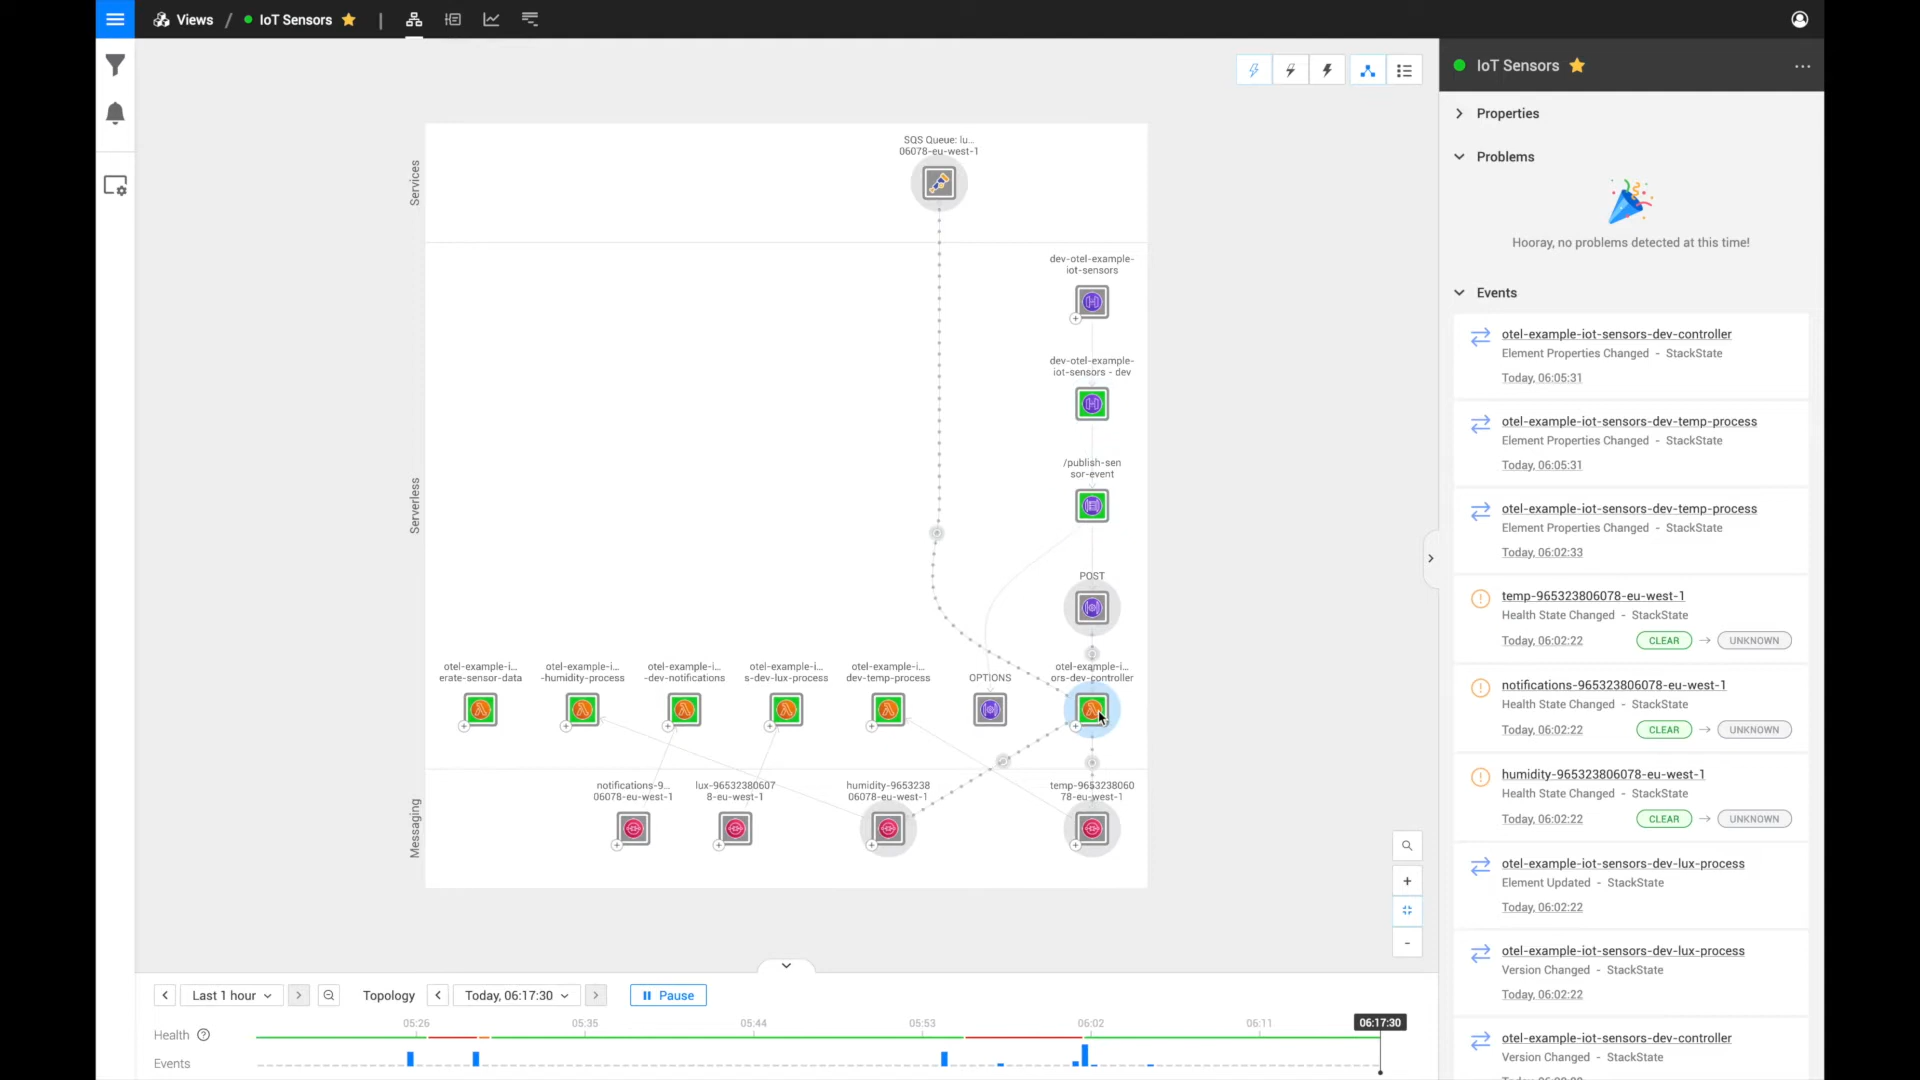 Views / IoT Sensors
IoT Sensors
Properties
Problems
Hooray, no problems detected at this time!
Events
otel-example-iot-sensors-dev-controller
Element Properties Changed - StackState
Today, 06:05:31
otel-example-iot-sensors-dev-temp-process
Element Properties Changed - StackState
Today, 06:05:31
otel-example-iot-sensors-dev-temp-process
Element Properties Changed - StackState
Today, 06:02:33
temp-965323806078-eu-west-1
Health State Changed - StackState
Today, 06:02:22 CLEAR → UNKNOWN
notifications-965323806078-eu-west-1
Health State Changed - StackState
Today, 06:02:22 CLEAR → UNKNOWN
humidity-965323806078-eu-west-1
Health State Changed - StackState
Today, 06:02:22 CLEAR → UNKNOWN
otel-example-iot-sensors-dev-lux-process
Element Updated - StackState
Today, 06:02:22
otel-example-iot-sensors-dev-lux-process
Version Changed - StackState
Today, 06:02:22
otel-example-iot-sensors-dev-controller
Version Changed - StackState
Services
SQS Queue: lu...
06078-eu-west-1
Serverless
dev-otel-example-
iot-sensors
dev-otel-example-
iot-sensors - dev
/publish-sen
sor-event
POST
otel-example-i...
erate-sensor-data
otel-example-i...
-humidity-process
otel-example-i...
-dev-notifications
otel-example-i...
s-dev-lux-process
otel-example-i...
dev-temp-process
OPTIONS
otel-example-i...
ors-dev-controller
Messaging
notifications-9...
06078-eu-west-1
lux-96532380607
8-eu-west-1
humidity-9653238
06078-eu-west-1
temp-9653238060
78-eu-west-1
Last 1 hour
Topology
Today, 06:17:30
Pause
05:26 05:35 05:44 05:53 06:02 06:11 06:17:30
Health
Events